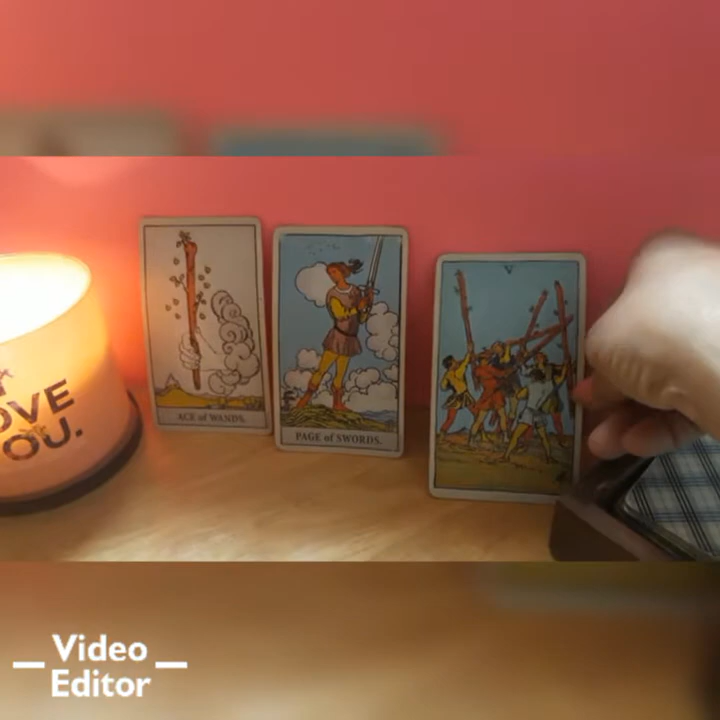 V
ACE of WANDS.
PAGE of SWORDS.
OVE
OU.
Video
Editor